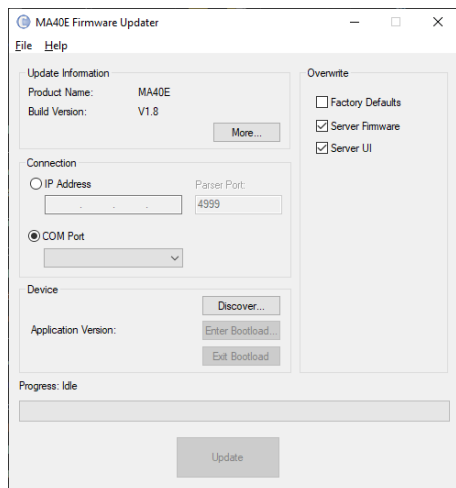 MA40E Firmware Updater
File Help
Update Information
Product Name: MA40E
Build Version: V1.8
More...
Connection
IP Address Parser Port:
. . . 4999
COM Port
Device
Discover...
Application Version: Enter Bootload...
Exit Bootload
Progress: Idle
Update
Overwrite
Factory Defaults
Server Firmware
Server UI